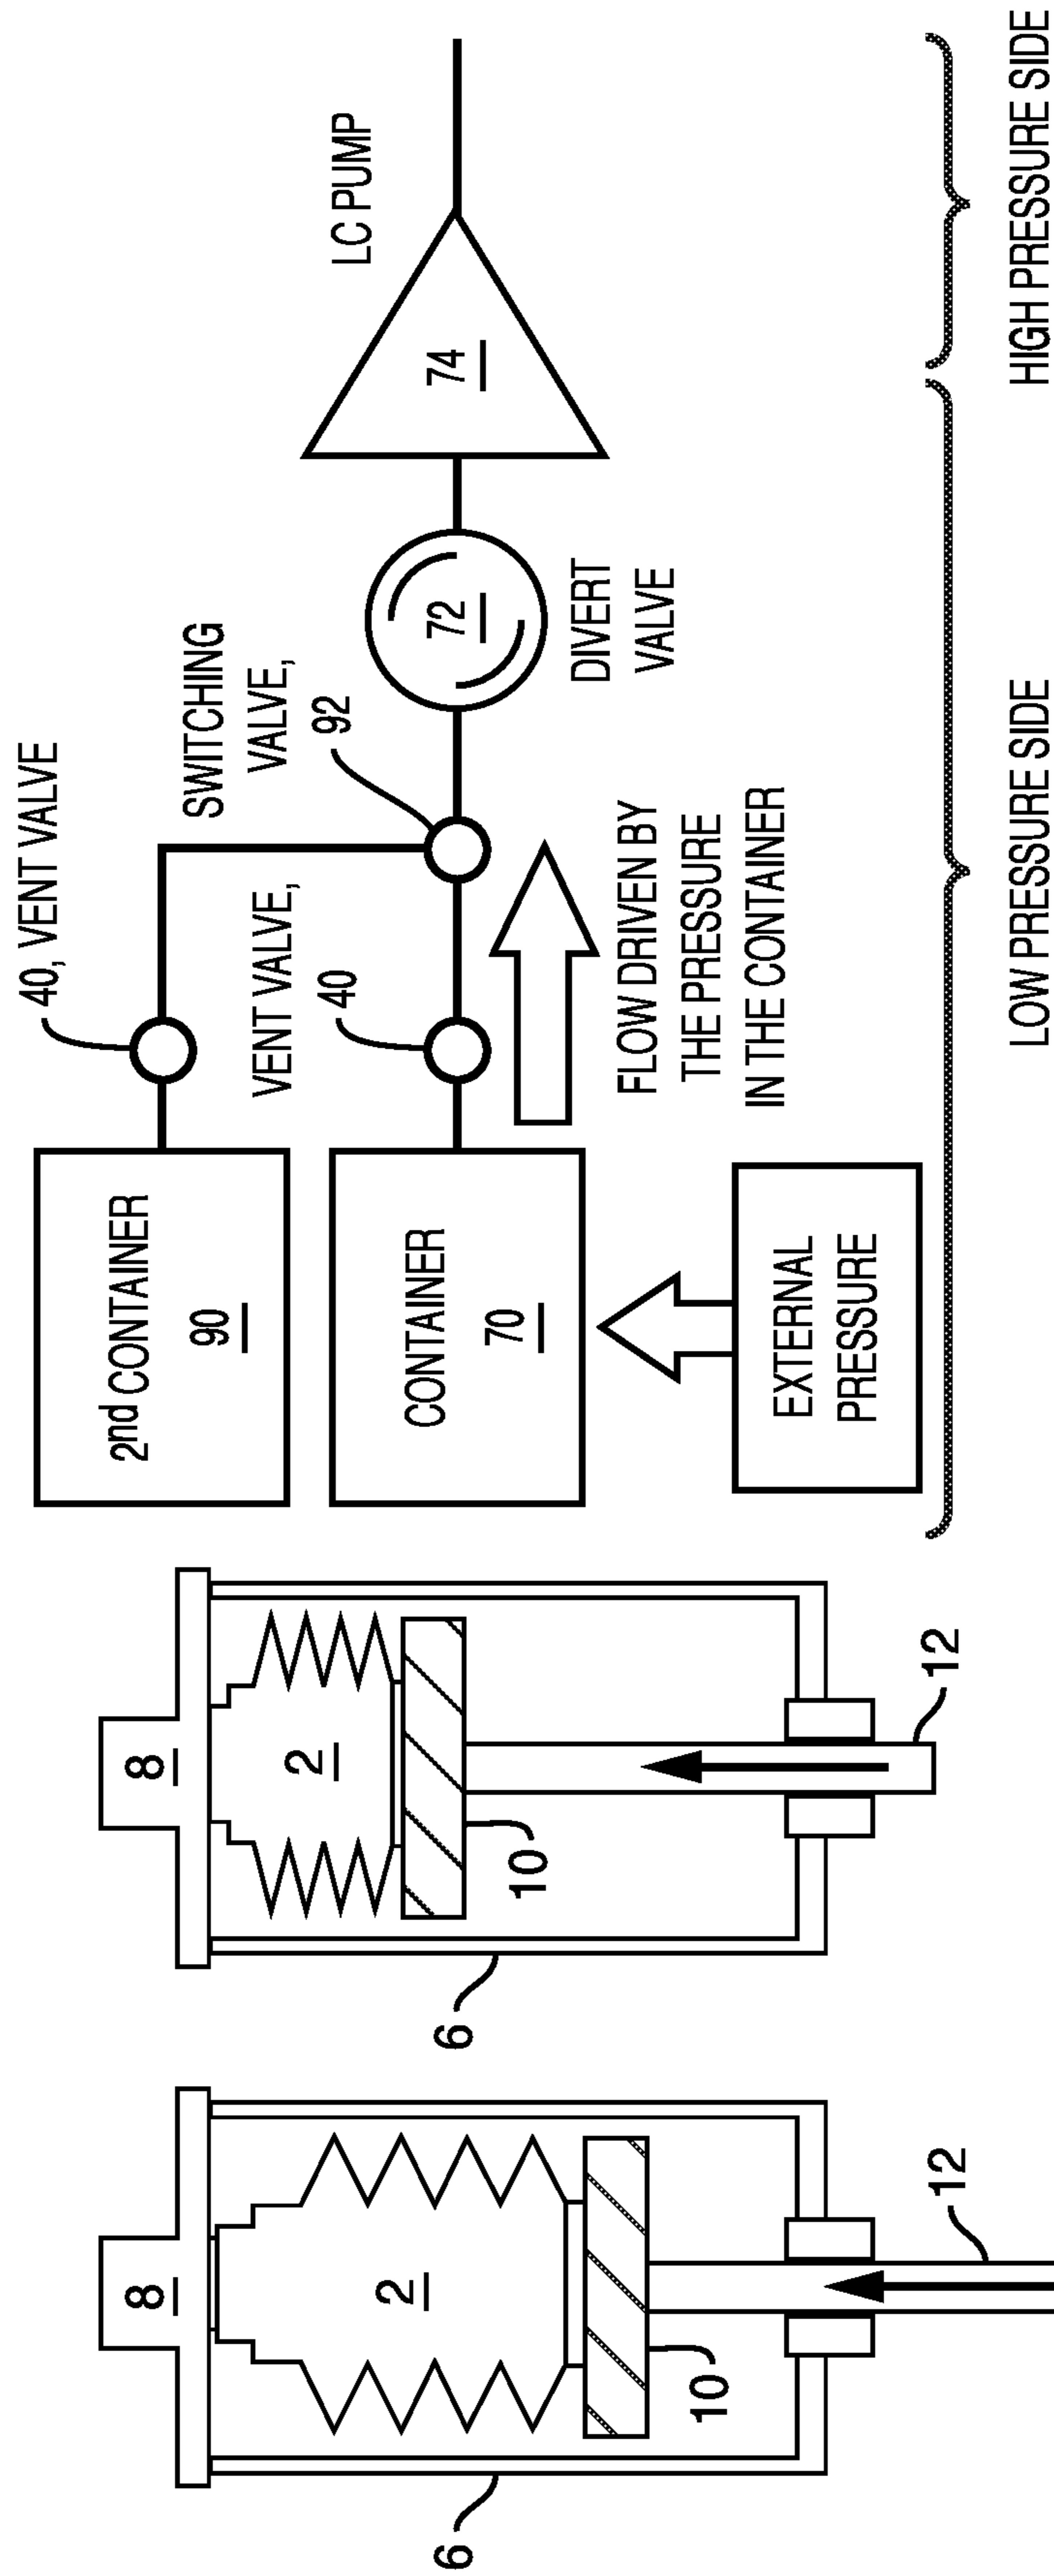 8
2
6
10
12
8
2
6
10
12
2nd CONTAINER
90
40, VENT VALVE
CONTAINER
70
VENT VALVE,
40
SWITCHING
VALVE,
92
72
DIVERT
VALVE
74
LC PUMP
EXTERNAL
PRESSURE
FLOW DRIVEN BY
THE PRESSURE
IN THE CONTAINER
LOW PRESSURE SIDE
HIGH PRESSURE SIDE